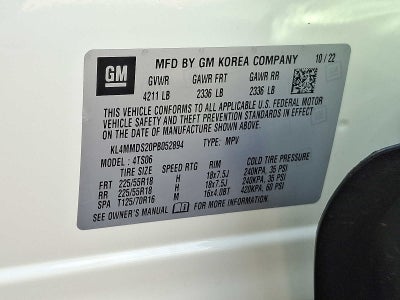 GM MFD BY GM KOREA COMPANY 10/22
GVWR GAWR FRT GAWR RR
4211 LB 2336 LB 2336 LB
THIS VEHICLE CONFORMS TO ALL APPLICABLE U.S. FEDERAL MOTOR
VEHICLE SAFETY AND THEFT PREVENTION STANDARDS IN EFFECT
ON THE DATE OF MANUFACTURE SHOWN ABOVE.
KL4MMDS20PB052894 TYPE: MPV
MODEL: 4TS06
TIRE SIZE SPEED RTG RIM COLD TIRE PRESSURE
FRT 225/55R18 H 18x7.5J 240KPA, 35 PSI
RR 225/55R18 H 18x7.5J 240KPA, 35 PSI
SPA T125/70R16 M 16x4.0BT 420KPA, 60 PSI
SEE OWNER'S MANUAL FOR MORE INFORMATION